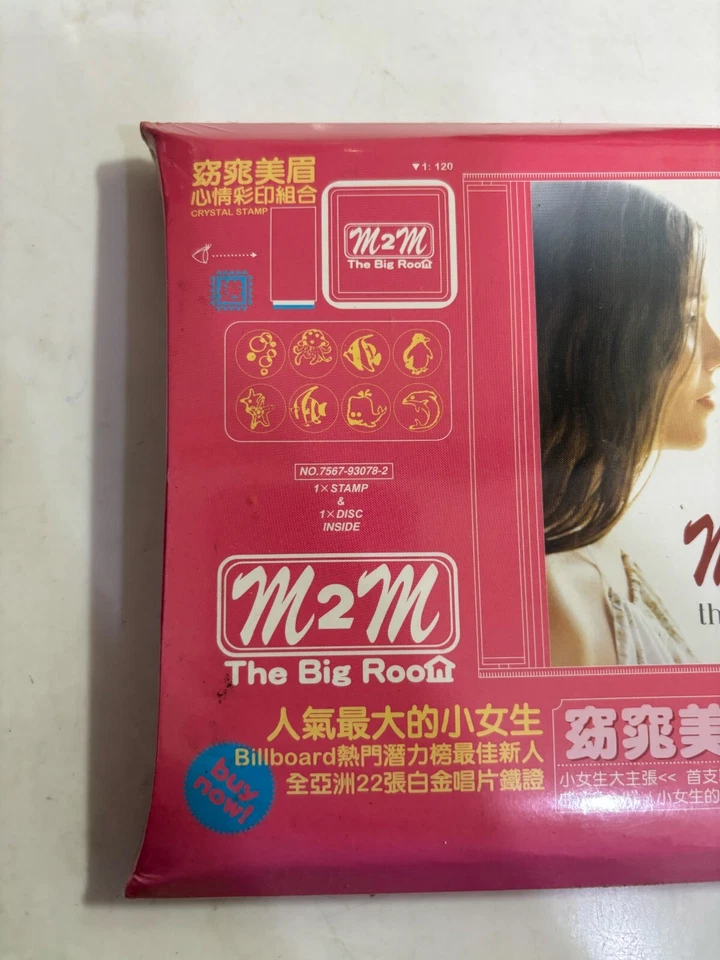 窈窕美眉
心情彩印組合
CRYSTAL STAMP
▼1: 120
M2M
The Big Room
NO.7567-93078-2
1×STAMP
&
1×DISC
INSIDE
M2M
The Big Room
th
人氣最大的小女生
Billboard熱門潛力榜最佳新人
全亞洲22張白金唱片鐵證
buy
now!
窈窕美
小女生大主張<< 首支
小女生的